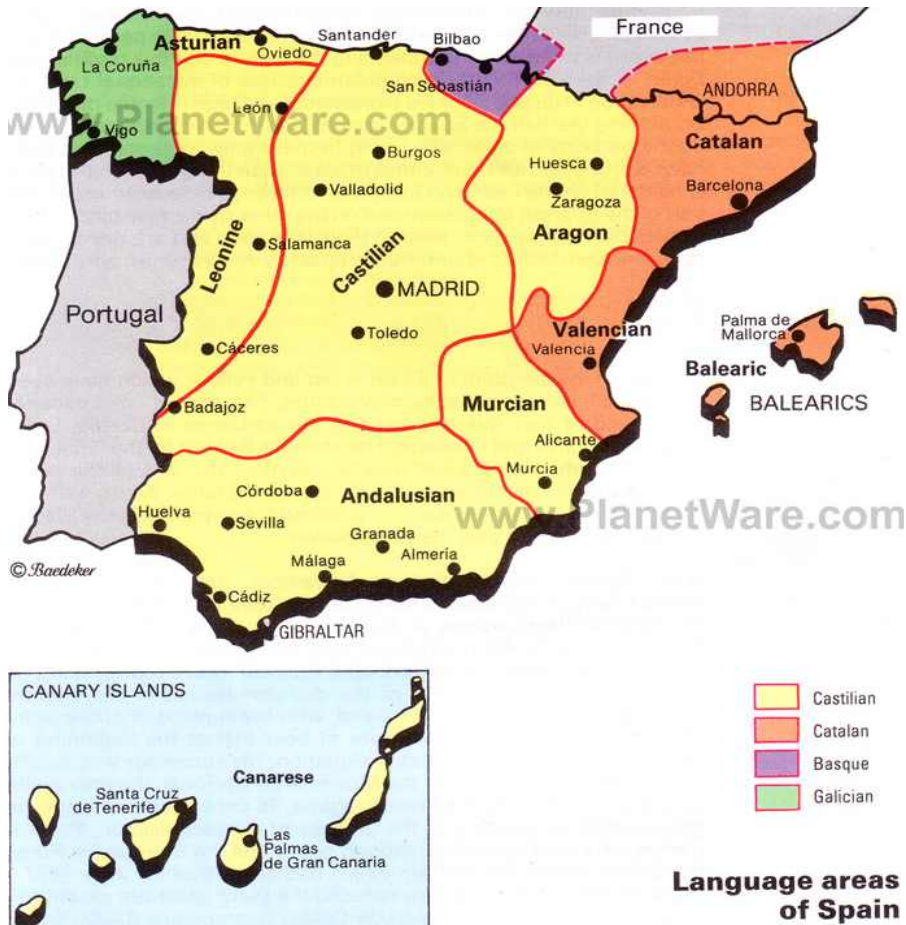 France
Asturian
Oviedo
Santander
Bilbao
San Sebastián
La Coruña
Vigo
León
ANDORRA
www.PlanetWare.com
Burgos
Valladolid
Huesca
Zaragoza
Catalan
Barcelona
Aragon
Leonine
Salamanca
Castilian
MADRID
Toledo
Portugal
Cáceres
Badajoz
Valencian
Valencia
Palma de
Mallorca
Balearic
BALEARICS
Murcian
Alicante
Murcia
Andalusian
Córdoba
Huelva
Sevilla
Granada
Málaga
Almería
Cádiz
GIBRALTAR
www.PlanetWare.com
© Baedeker
CANARY ISLANDS
Canarese
Santa Cruz
de Tenerife
Las
Palmas
de Gran Canaria
Castilian
Catalan
Basque
Galician
Language areas
of Spain